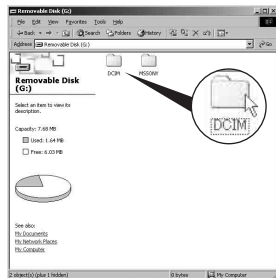 Removable Disk (G:)
File Edit View Favorites Tools Help
Back Search Folders History
Address Removable Disk (G:) Go
Removable Disk (G:)
DCIM MSSONY
Select an item to view its
description.
Capacity: 7.68 MB
Used: 1.64 MB
Free: 6.03 MB
DCIM
See also:
My Documents
My Network Places
My Computer
2 object(s) (plus 1 hidden) 0 bytes My Computer